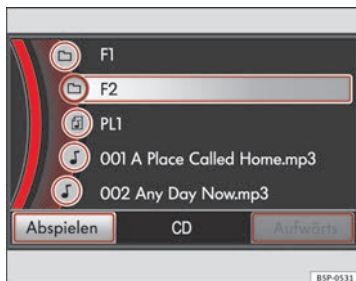 F1
F2
PL1
001 A Place Called Home.mp3
002 Any Day Now.mp3
Abspielen CD Aufwärts
B5P-0531